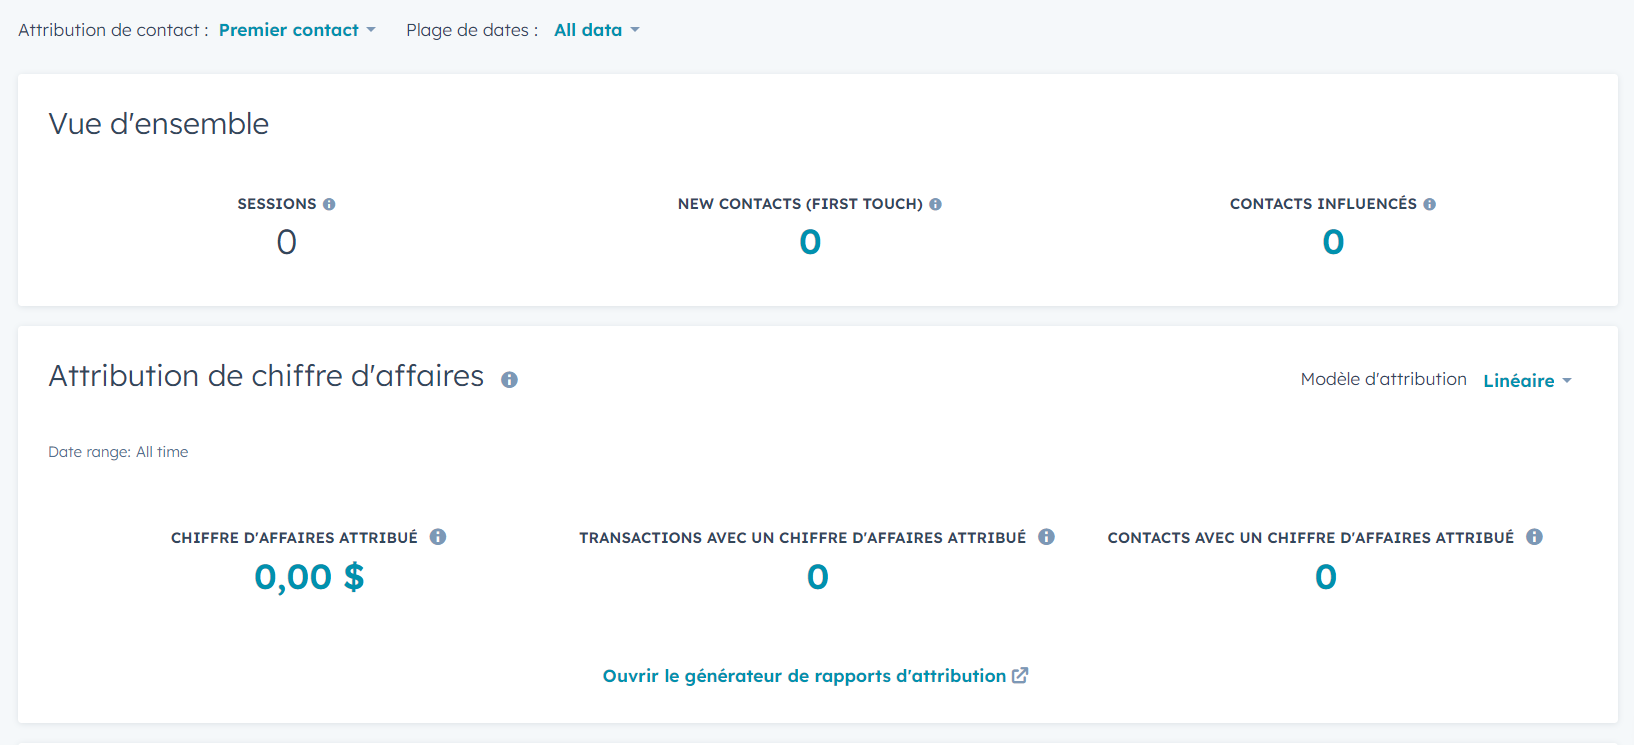 Attribution de contact : Premier contact Plage de dates : All data
Vue d'ensemble
SESSIONS NEW CONTACTS (FIRST TOUCH) CONTACTS INFLUENCÉS
0 0 0
Attribution de chiffre d'affaires Modèle d'attribution Linéaire
Date range: All time
CHIFFRE D'AFFAIRES ATTRIBUÉ TRANSACTIONS AVEC UN CHIFFRE D'AFFAIRES ATTRIBUÉ CONTACTS AVEC UN CHIFFRE D'AFFAIRES ATTRIBUÉ
0,00 $ 0 0
Ouvrir le générateur de rapports d'attribution